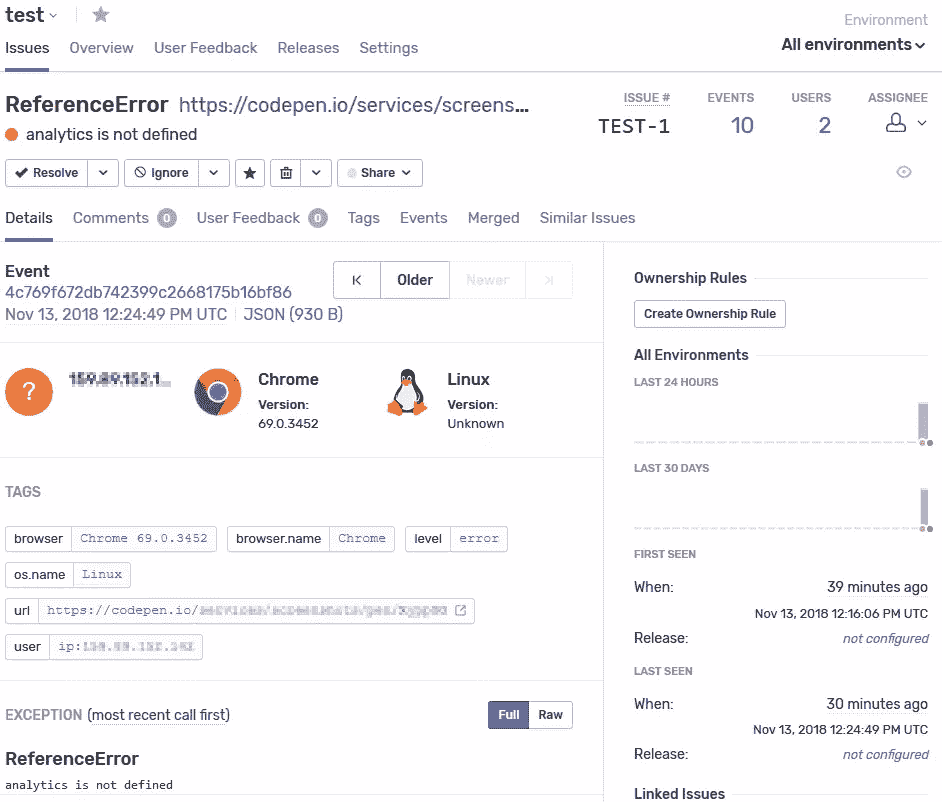 test
Environment
Issues Overview User Feedback Releases Settings
All environments
ReferenceError https://codepen.io/services/screens...
analytics is not defined
ISSUE # EVENTS USERS ASSIGNEE
TEST-1 10 2
Resolve Ignore Share
Details Comments 0 User Feedback 0 Tags Events Merged Similar Issues
Event
4c769f672db742399c2668175b16bf86
Nov 13, 2018 12:24:49 PM UTC JSON (930 B)
Older Newer
? 
Chrome
Version:
69.0.3452
Linux
Version:
Unknown
TAGS
browser Chrome 69.0.3452 browser.name Chrome level error
os.name Linux
url https://codepen.io/
user ip:
EXCEPTION (most recent call first) Full Raw
ReferenceError
analytics is not defined
Ownership Rules
Create Ownership Rule
All Environments
LAST 24 HOURS
LAST 30 DAYS
FIRST SEEN
When: 39 minutes ago
Nov 13, 2018 12:16:06 PM UTC
Release: not configured
LAST SEEN
When: 30 minutes ago
Nov 13, 2018 12:24:49 PM UTC
Release: not configured
Linked Issues